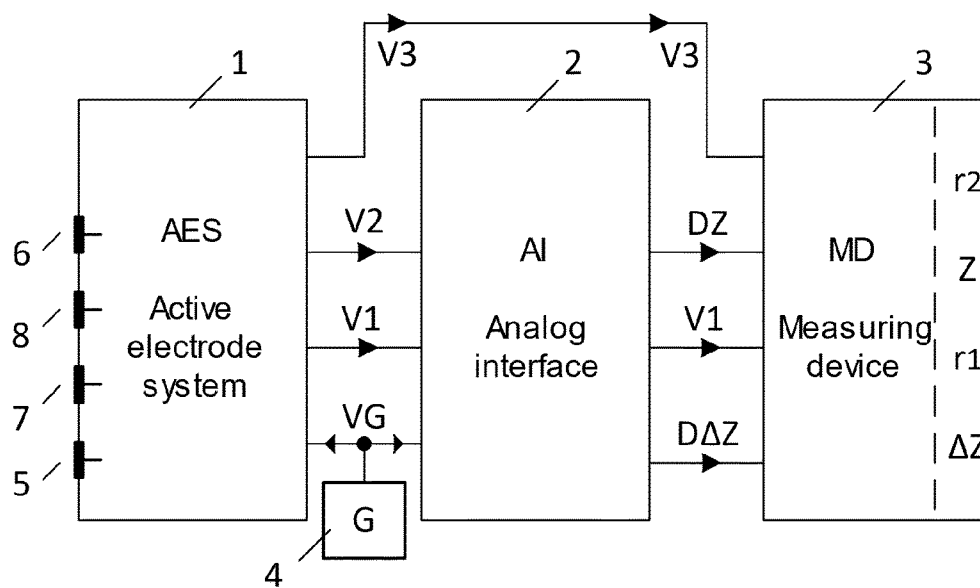 V3
V3
1
2
3
r2
V2
DZ
6
AES
AI
MD
Z
8
Active
electrode
system
V1
Analog
interface
V1
Measuring
device
r1
7
VG
DΔZ
ΔZ
5
G
4